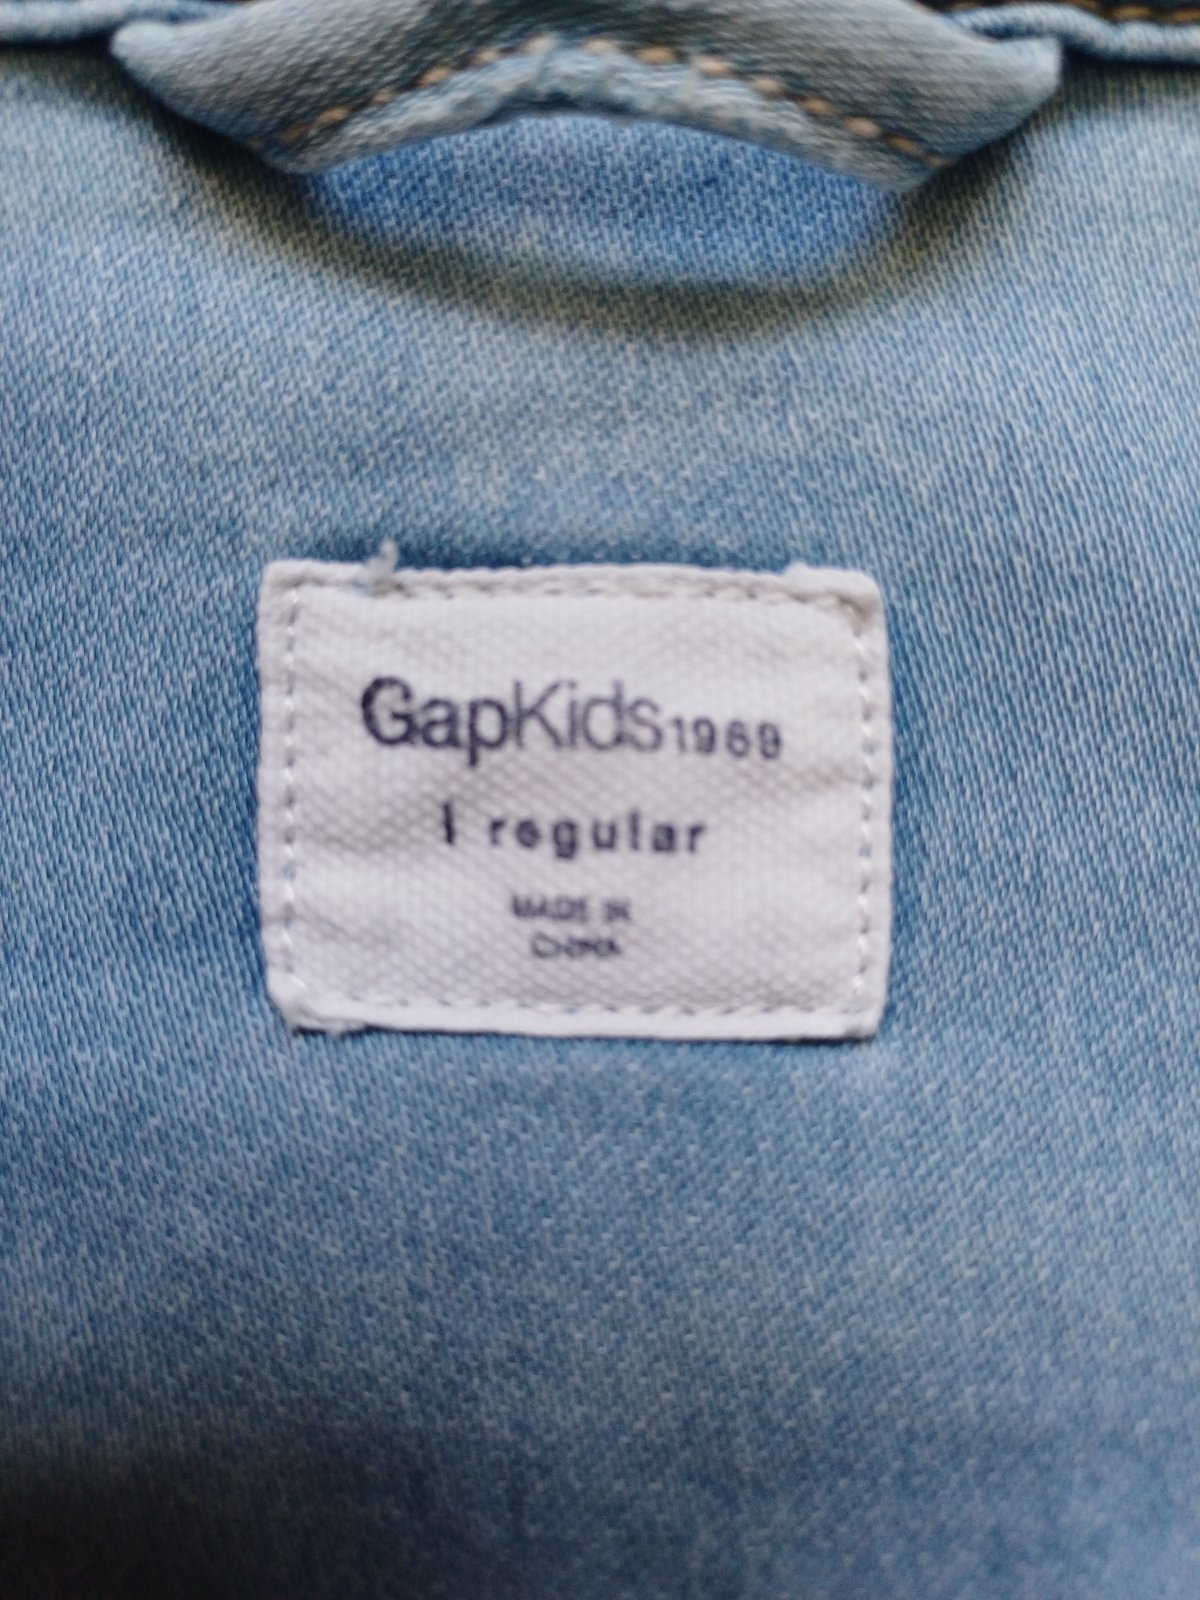 GapKids1969
l regular
MADE IN
CHINA